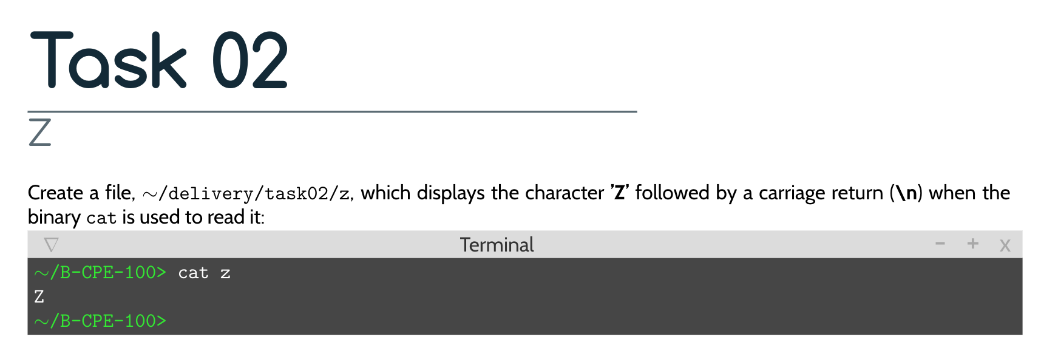 Task 02
Z
Create a file, ~/delivery/task02/z, which displays the character 'Z' followed by a carriage return (\n) when the
binary cat is used to read it:
▽ Terminal - + x
~/B-CPE-100> cat z
Z
~/B-CPE-100>